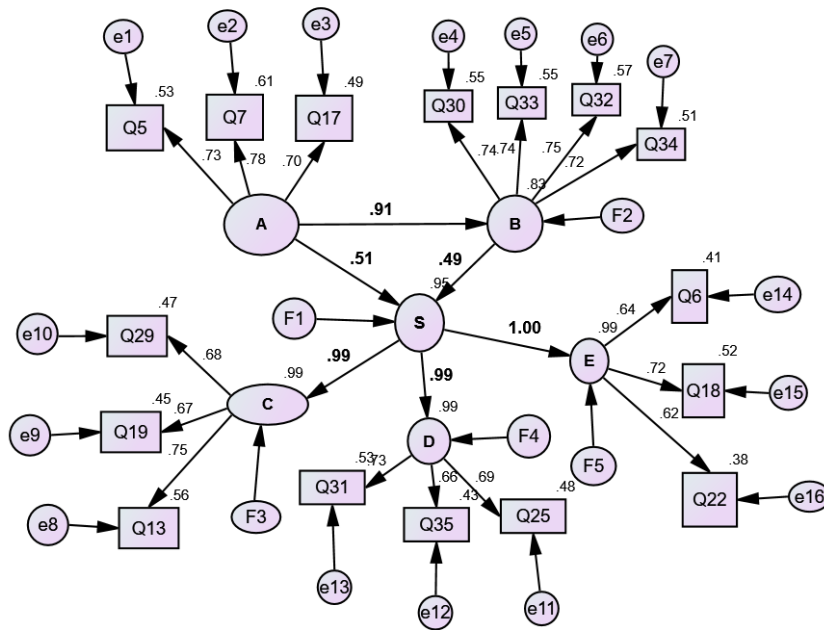 e1
e2
e3
e4
e5
e6
e7
.53
.61
.49
.55
.55
.57
.51
Q5
Q7
Q17
Q30
Q33
Q32
Q34
.73
.78
.70
.74
.74
.75
.72
.83
A
.91
B
F2
.51
.49
.95
.41
Q6
e14
.47
e10
Q29
F1
S
1.00
.64
.99
.68
.99
.99
.99
E
.72
.52
Q18
e15
.45
.67
C
.99
.62
e9
Q19
D
F4
F5
.75
.53
.73
.66
.69
.38
.56
Q31
.43
.48
Q22
e16
e8
Q13
F3
Q35
Q25
e13
e12
e11